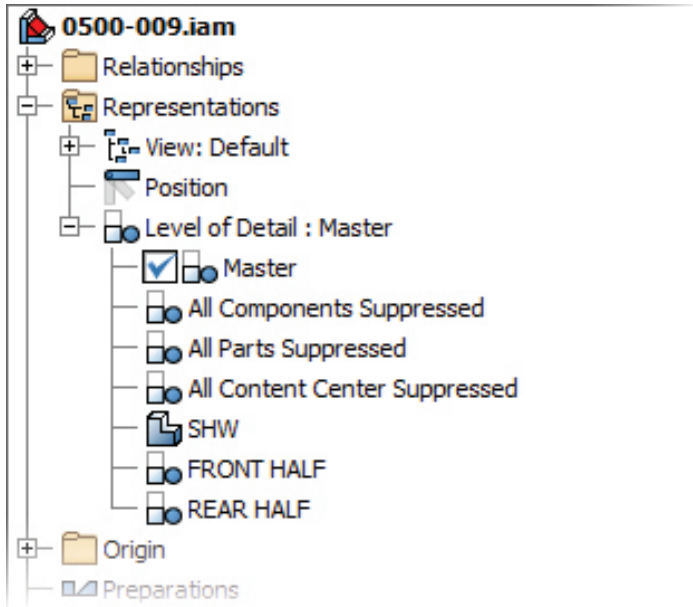 0500-009.iam
Relationships
Representations
View: Default
Position
Level of Detail : Master
Master
All Components Suppressed
All Parts Suppressed
All Content Center Suppressed
SHW
FRONT HALF
REAR HALF
Origin
Preparations